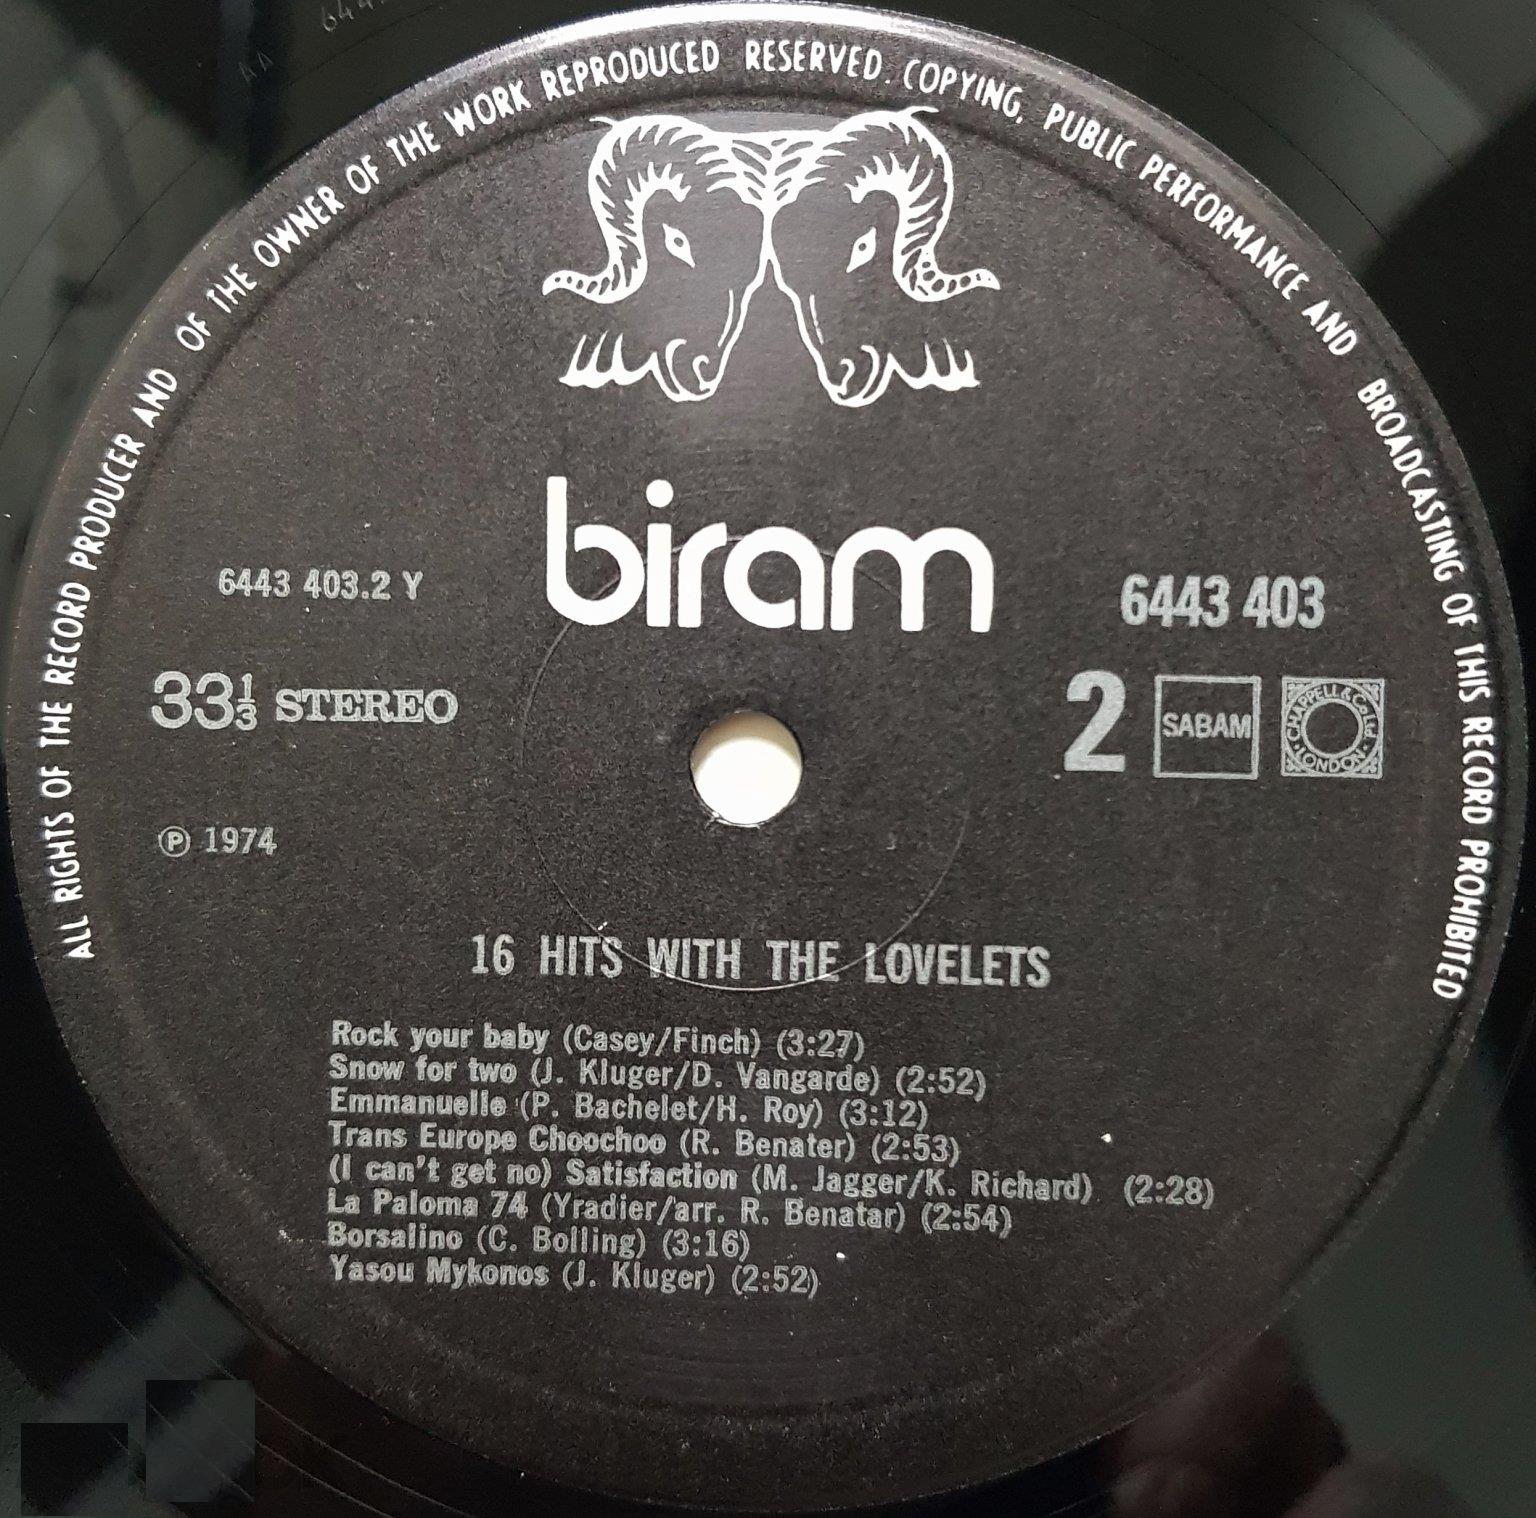 ALL RIGHTS OF THE RECORD PRODUCER AND OF THE OWNER OF THE WORK REPRODUCED RESERVED. COPYING, PUBLIC PERFORMANCE AND BROADCASTING OF THIS RECORD PROHIBITED
biram
6443 403.2 Y
6443 403
33⅓ STEREO
2 SABAM CHAPPELL & Co LTD · LONDON ·
Ⓟ 1974
16 HITS WITH THE LOVELETS
Rock your baby (Casey/Finch) (3:27)
Snow for two (J. Kluger/D. Vangarde) (2:52)
Emmanuelle (P. Bachelet/H. Roy) (3:12)
Trans Europe Choochoo (R. Benater) (2:53)
(I can't get no) Satisfaction (M. Jagger/K. Richard) (2:28)
La Paloma 74 (Yradier/arr. R. Benatar) (2:54)
Borsalino (C. Bolling) (3:16)
Yasou Mykonos (J. Kluger) (2:52)
AA